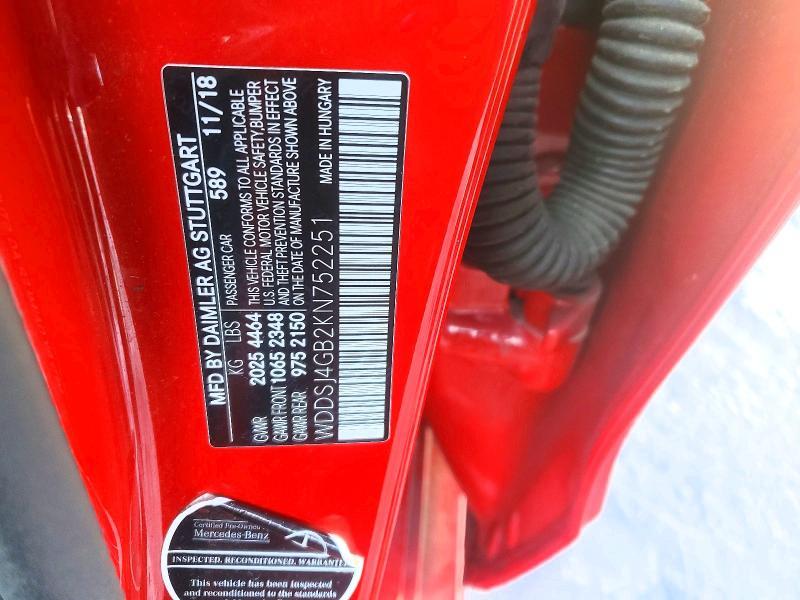 MFD BY DAIMLER AG STUTTGART
589 11/18
KG LBS PASSENGER CAR
GVWR 2025 4464
GAWR FRONT 1065 2348
GAWR REAR 975 2150
THIS VEHICLE CONFORMS TO ALL APPLICABLE
U.S. FEDERAL MOTOR VEHICLE SAFETY,BUMPER
AND THEFT PREVENTION STANDARDS IN EFFECT
ON THE DATE OF MANUFACTURE SHOWN ABOVE
WDDSJ4GB2KN752251 MADE IN HUNGARY
Certified Pre-Owned
Mercedes-Benz
INSPECTED. RECONDITIONED. WARRANTE
This vehicle has been inspected
and reconditioned to the standards